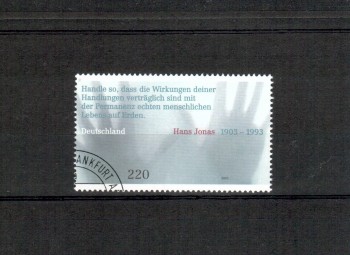 Handle so, dass die Wirkungen deiner
Handlungen verträglich sind mit
der Permanenz echten menschlichen
Lebens auf Erden.
Deutschland Hans Jonas 1903–1993
220
ANKFURT A